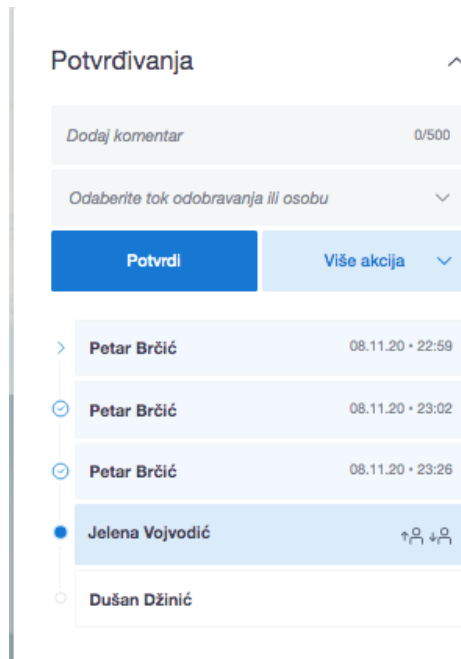 Potvrđivanja
Dodaj komentar 0/500
Odaberite tok odobravanja ili osobu
Potvrdi Više akcija
Petar Brčić 08.11.20 • 22:59
Petar Brčić 08.11.20 • 23:02
Petar Brčić 08.11.20 • 23:26
Jelena Vojvodić
Dušan Džinić